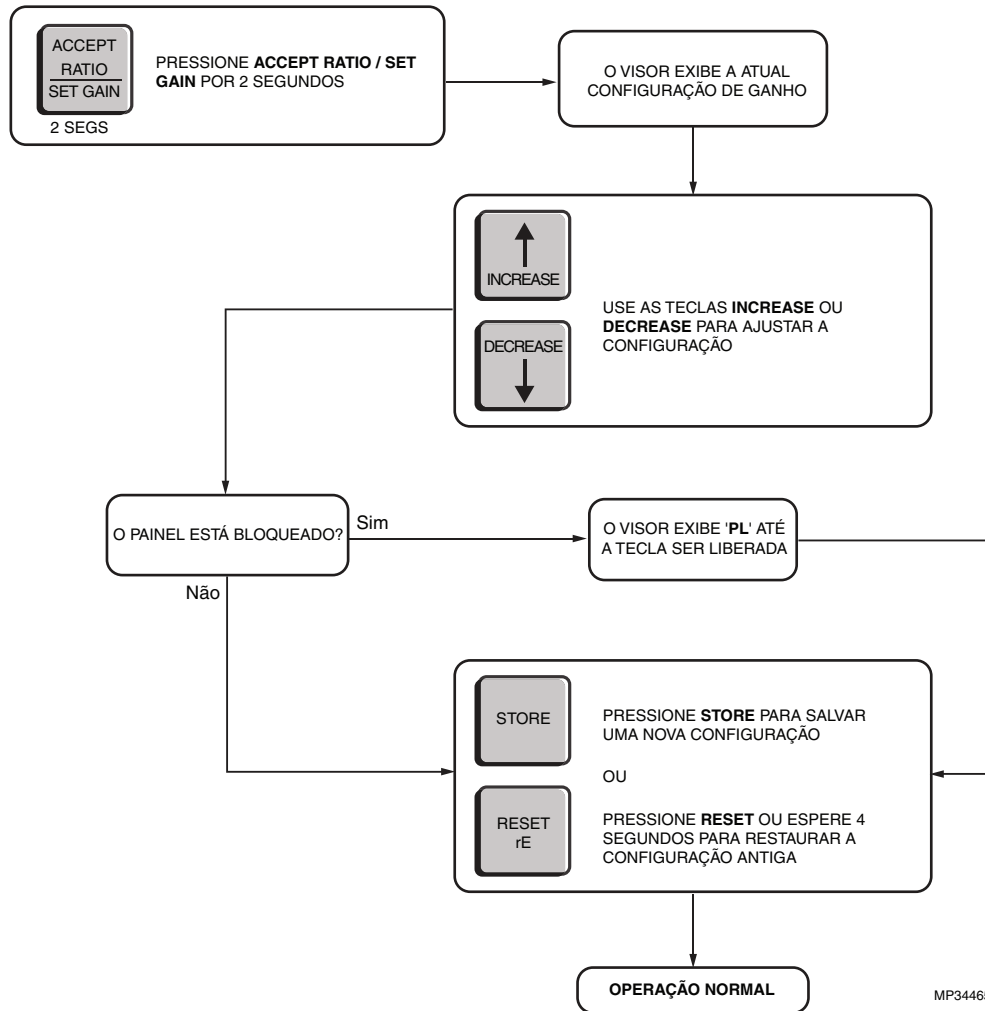 ACCEPT
RATIO
SET GAIN
2 SEGS
PRESSIONE ACCEPT RATIO / SET
GAIN POR 2 SEGUNDOS
O VISOR EXIBE A ATUAL
CONFIGURAÇÃO DE GANHO
INCREASE
DECREASE
USE AS TECLAS INCREASE OU
DECREASE PARA AJUSTAR A
CONFIGURAÇÃO
O PAINEL ESTÁ BLOQUEADO?
Sim
Não
O VISOR EXIBE 'PL' ATÉ
A TECLA SER LIBERADA
STORE
PRESSIONE STORE PARA SALVAR
UMA NOVA CONFIGURAÇÃO
OU
RESET
rE
PRESSIONE RESET OU ESPERE 4
SEGUNDOS PARA RESTAURAR A
CONFIGURAÇÃO ANTIGA
OPERAÇÃO NORMAL
MP34465